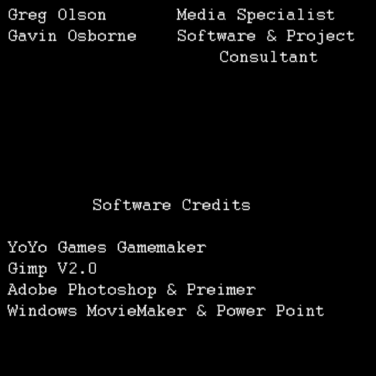 Greg Olson Media Specialist
Gavin Osborne Software & Project
Consultant
Software Credits
YoYo Games Gamemaker
Gimp V2.0
Adobe Photoshop & Preimer
Windows MovieMaker & Power Point